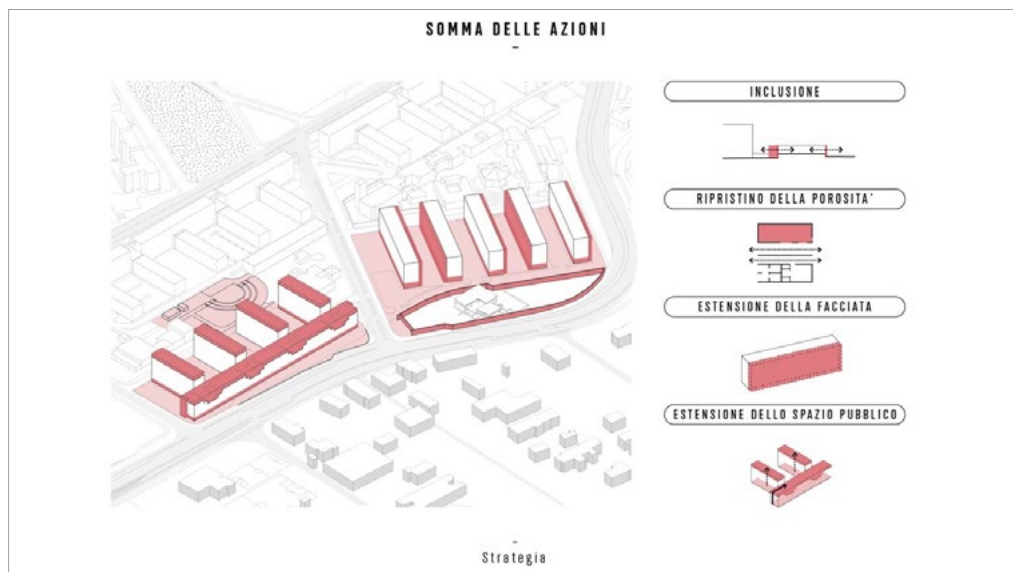 SOMMA DELLE AZIONI
INCLUSIONE
RIPRISTINO DELLA POROSITA'
ESTENSIONE DELLA FACCIATA
ESTENSIONE DELLO SPAZIO PUBBLICO
Strategia